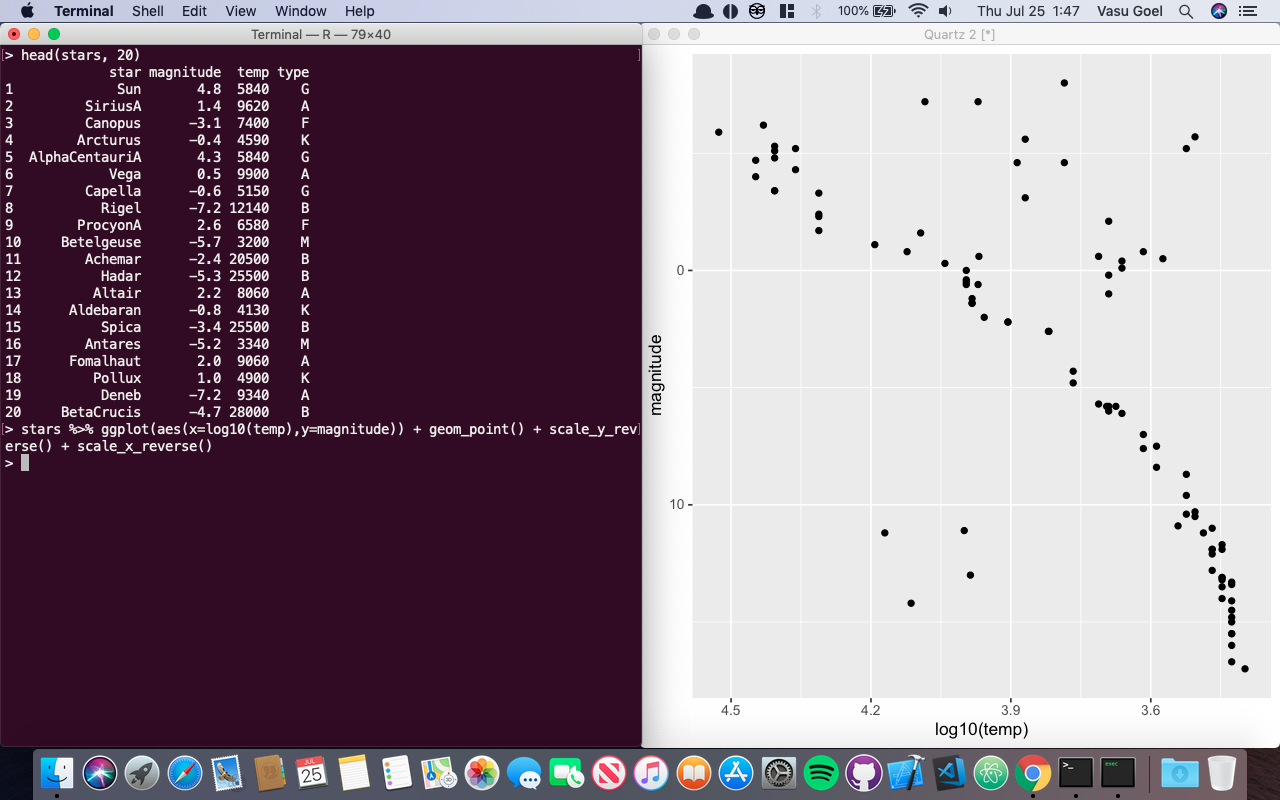 Terminal Shell Edit View Window Help 100% Thu Jul 25 1:47 Vasu Goel
Terminal — R — 79×40
> head(stars, 20)
star magnitude temp type
1 Sun 4.8 5840 G
2 SiriusA 1.4 9620 A
3 Canopus −3.1 7400 F
4 Arcturus −0.4 4590 K
5 AlphaCentauriA 4.3 5840 G
6 Vega 0.5 9900 A
7 Capella −0.6 5150 G
8 Rigel −7.2 12140 B
9 ProcyonA 2.6 6580 F
10 Betelgeuse −5.7 3200 M
11 Achemar −2.4 20500 B
12 Hadar −5.3 25500 B
13 Altair 2.2 8060 A
14 Aldebaran −0.8 4130 K
15 Spica −3.4 25500 B
16 Antares −5.2 3340 M
17 Fomalhaut 2.0 9060 A
18 Pollux 1.0 4900 K
19 Deneb −7.2 9340 A
20 BetaCrucis −4.7 28000 B
> stars %>% ggplot(aes(x=log10(temp),y=magnitude)) + geom_point() + scale_y_rev
erse() + scale_x_reverse()
>
Quartz 2 [*]
0
10
magnitude
4.5 4.2 3.9 3.6
log10(temp)
JUL
25
>_
exec